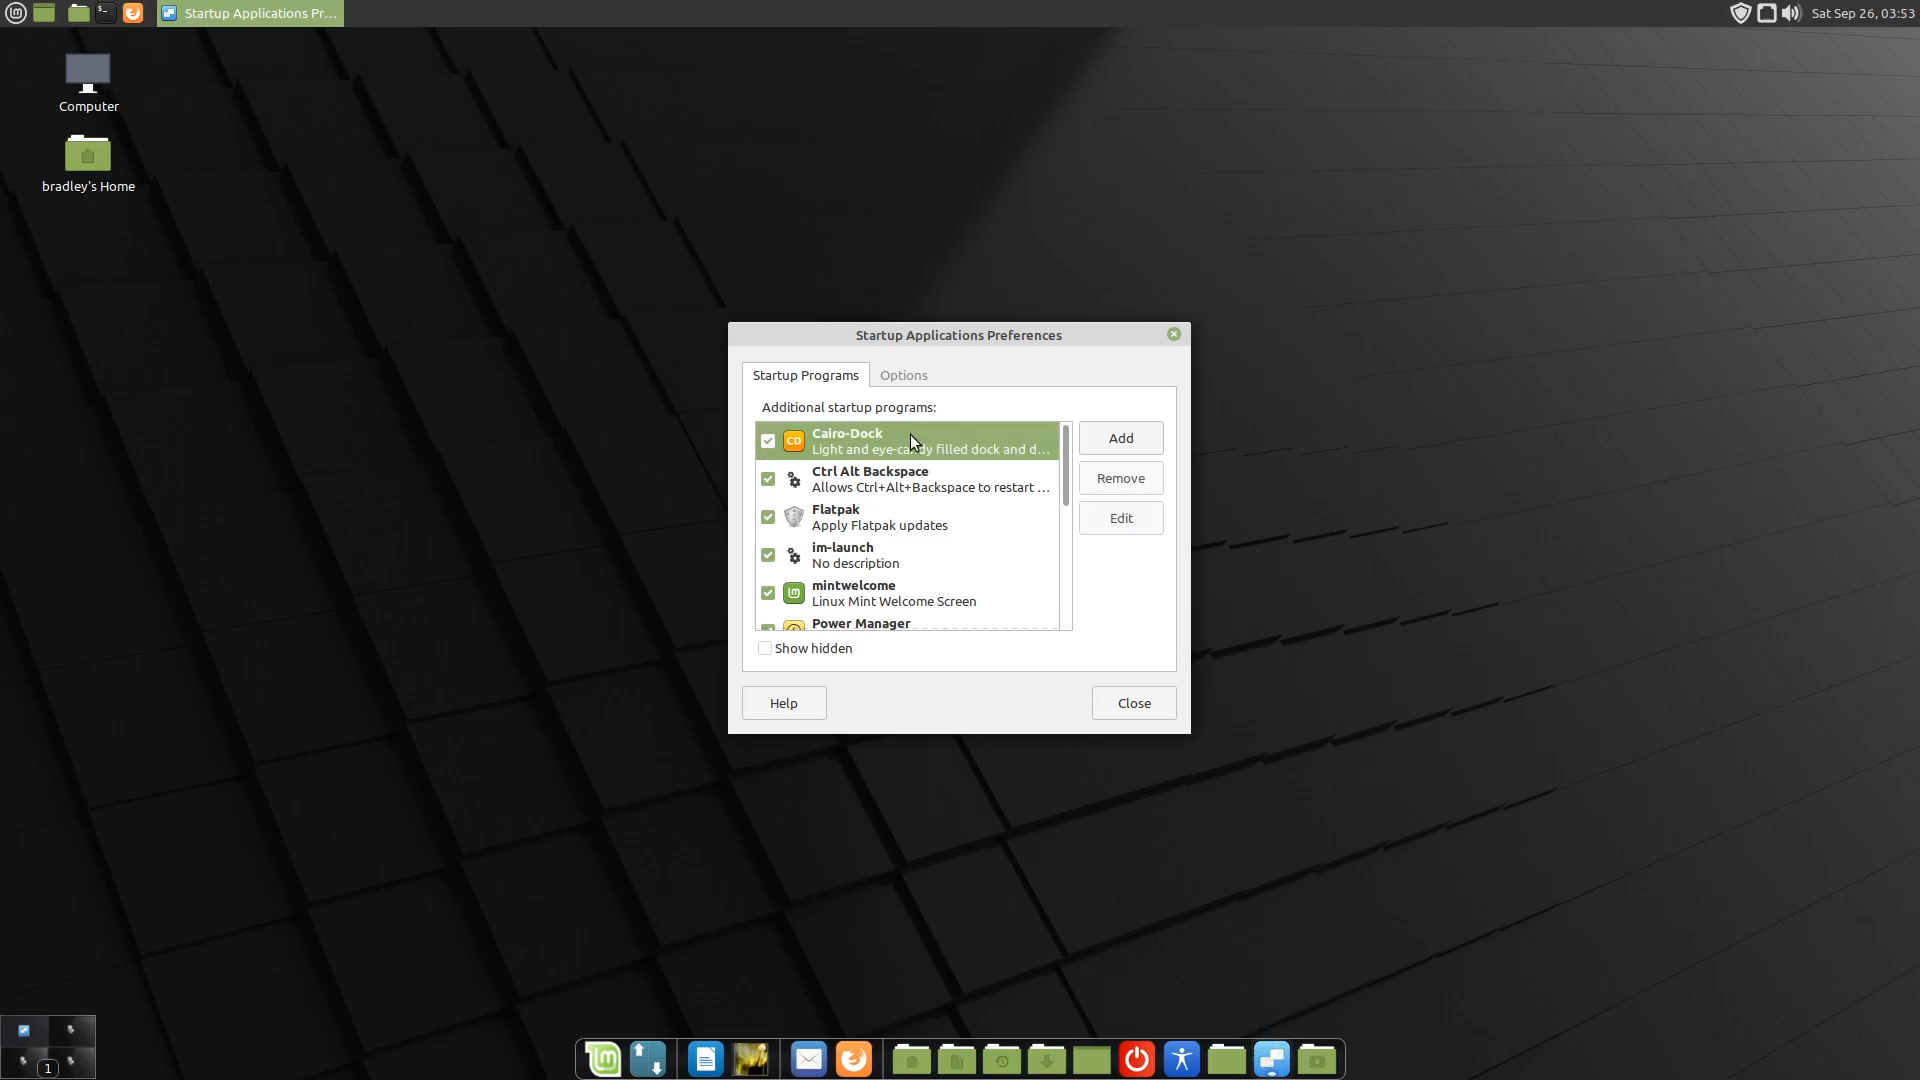 Startup Applications Pr...
Sat Sep 26, 03:53
Computer
bradley's Home
Startup Applications Preferences
Startup Programs
Options
Additional startup programs:
Cairo-Dock
Light and eye-candy filled dock and d...
Ctrl Alt Backspace
Allows Ctrl+Alt+Backspace to restart ...
Flatpak
Apply Flatpak updates
im-launch
No description
mintwelcome
Linux Mint Welcome Screen
Power Manager
Add
Remove
Edit
Show hidden
Help
Close
CD
1